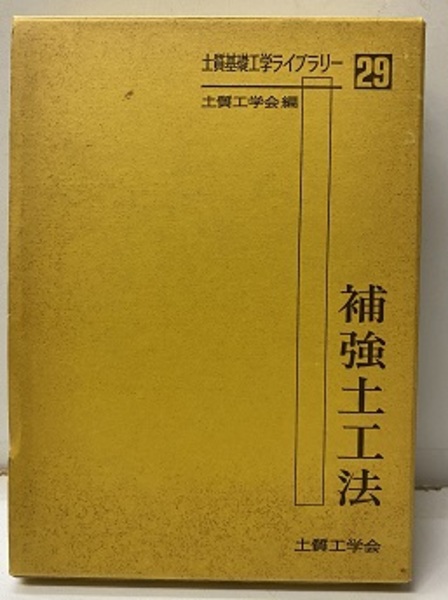 土質基礎工学ライブラリー 29
土質工学会編
補強土工法
土質工学会